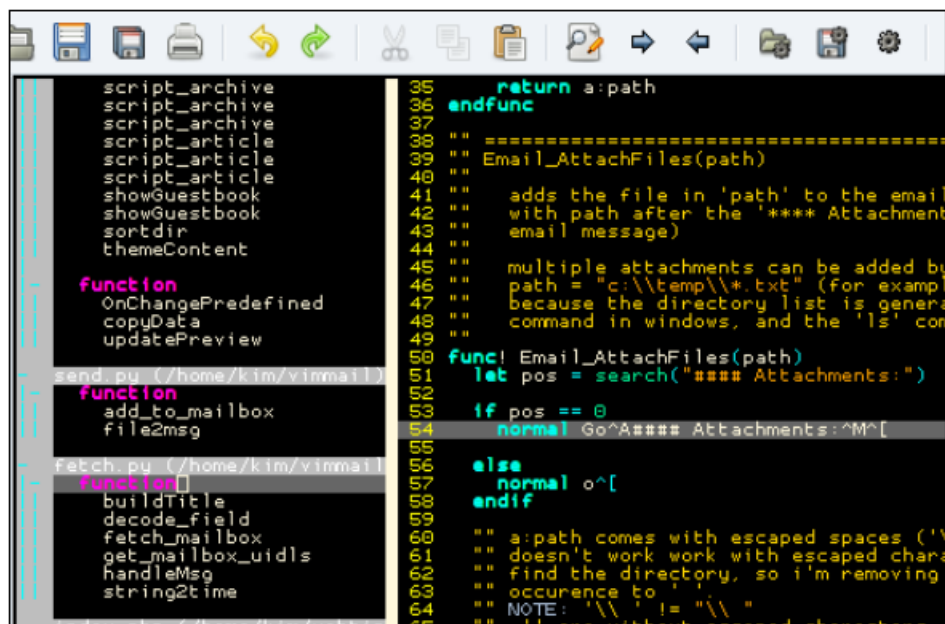 script_archive
script_archive
script_archive
script_article
script_article
script_article
showGuestbook
showGuestbook
sortdir
themeContent
function
OnChangePredefined
copyData
updatePreview
send.py (/home/kim/vimmail)
function
add_to_mailbox
file2msg
fetch.py (/home/kim/vimmail
function
buildTitle
decode_field
fetch_mailbox
get_mailbox_uidls
handleMsg
string2time
35 return a:path
36 endfunc
37
38 "" ===================================================
39 "" Email_AttachFiles(path)
40 ""
41 "" adds the file in 'path' to the email
42 "" with path after the '**** Attachment
43 "" email message)
44 ""
45 "" multiple attachments can be added bu
46 "" path = "c:\\temp\\*.txt" (for exampl
47 "" because the directory list is genera
48 "" command in windows, and the 'ls' com
49 ""
50 func! Email_AttachFiles(path)
51 let pos = search("#### Attachments:")
52
53 if pos == 0
54 normal Go^A#### Attachments:^M^[
55
56 else
57 normal o^[
58 endif
59
60 "" a:path comes with escaped spaces ('\
61 "" doesn't work work with escaped chara
62 "" find the directory, so i'm removing
63 "" occurence to ' '.
64 "" NOTE: '\\ ' != "\\ "